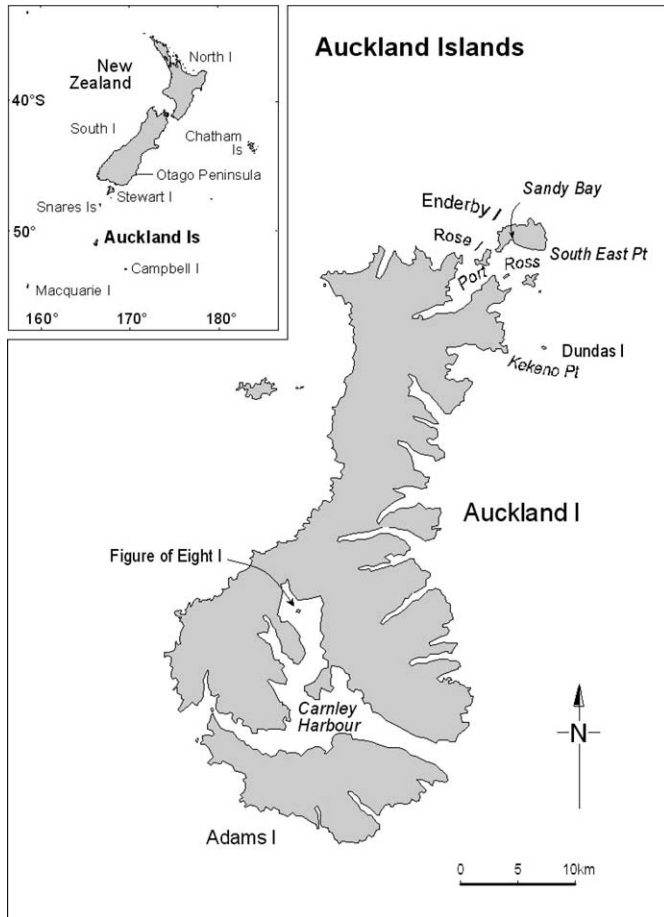 Auckland Islands
North I
New
Zealand
40°S
South I
Chatham
Is
Otago Peninsula
Stewart I
Snares Is
50°
Auckland Is
Campbell I
Macquarie I
160°
170°
180°
Sandy Bay
Enderby I
Rose I
South East Pt
Port Ross
Dundas I
Kekeno Pt
Auckland I
Figure of Eight I
Carnley
Harbour
N
Adams I
0 5 10km